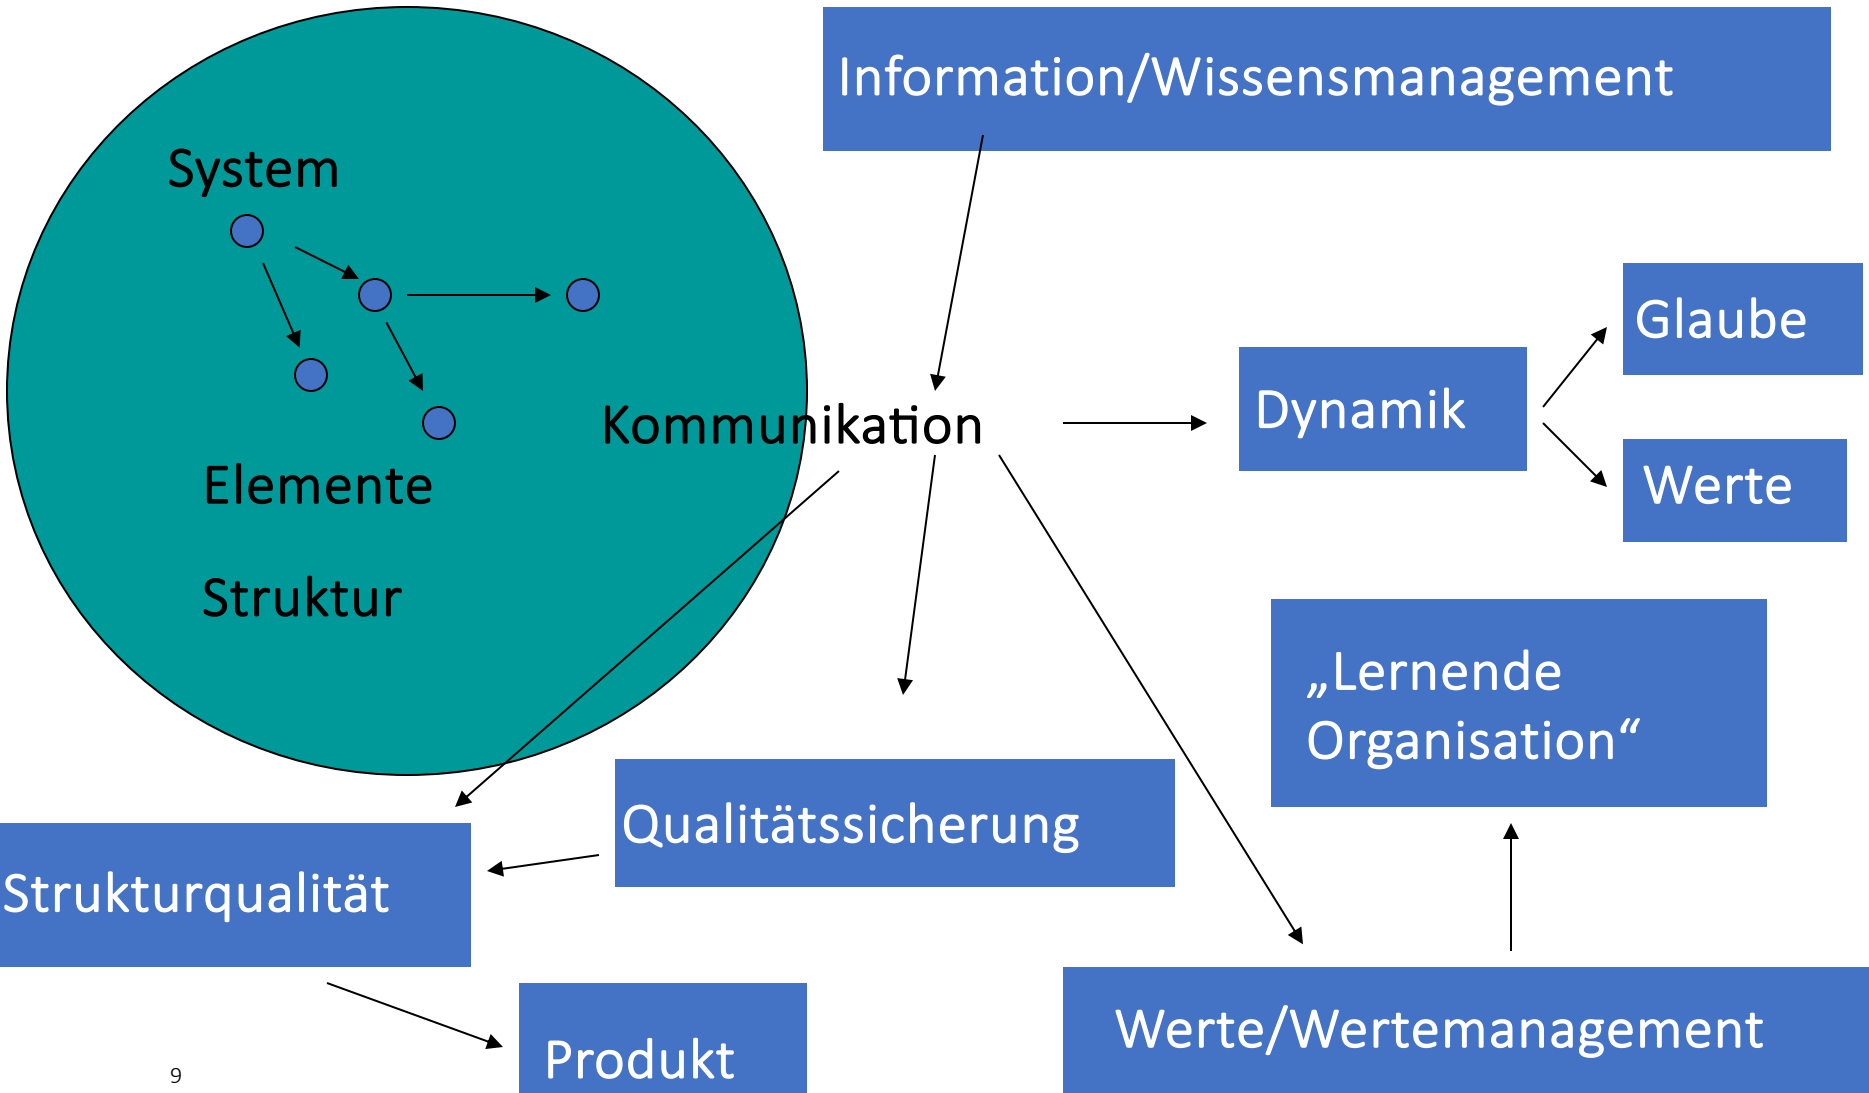 Information/Wissensmanagement
System
Glaube
Dynamik
Kommunikation
Werte
Elemente
Struktur
„Lernende
Organisation“
Qualitätssicherung
Strukturqualität
Werte/Wertemanagement
Produkt
9